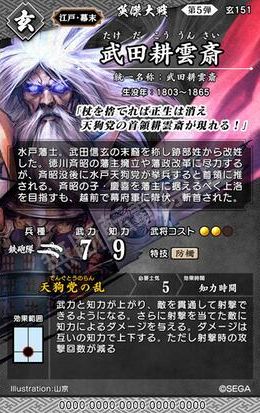 玄
江戸・幕末
英傑大戦
第5弾
玄151
たけ だ こう うん さい
武田耕雲斎
統一名称:武田耕雲斎
生没年:1803～1865
「杖を捨てれば正生は消え
天狗党の首領耕雲斎が現れる!」
水戸藩士。武田信玄の末裔を称し跡部姓から改姓
した。徳川斉昭の藩主擁立や藩政改革に尽力する
が、斉昭没後に水戸天狗党が挙兵すると首領に推
される。斉昭の子・慶喜を藩主に据えるべく上洛
を目指すも、越前で幕府軍に降伏。斬首された。
兵種 武力 知力 武将コスト
鉄砲隊 7 9
特技 防柵
てんぐとうのらん
天狗党の乱
必要士気 5
効果時間 知力時間
効果範囲
武力と知力が上がり、敵を貫通して射撃で
きるようになる。さらに射撃を当てた敵に
知力によるダメージを与える。ダメージは
互いの知力で上下する。ただし射撃時の攻
撃回数が減る
Illustration:山宗
©SEGA
0000-0000-0000-0000-0000